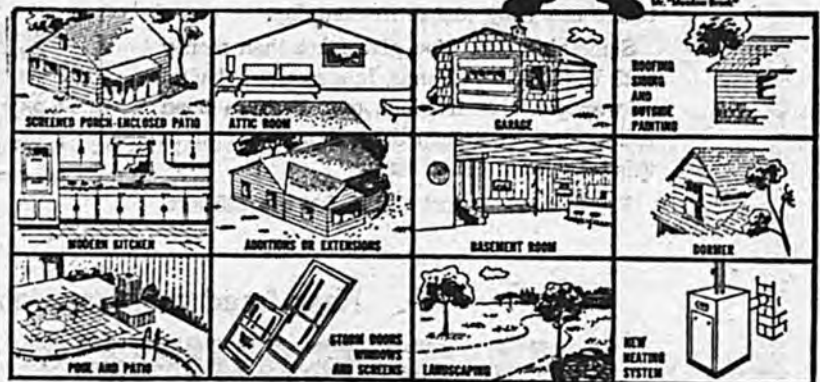 SCREENED PORCH-ENCLOSED PATIO
ATTIC ROOM
GARAGE
ROOFING
SIDING
AND
OUTSIDE
PAINTING
MODERN KITCHEN
ADDITIONS OR EXTENSIONS
BASEMENT ROOM
DORMER
POOL AND PATIO
STORM DOORS
WINDOWS
AND SCREENS
LANDSCAPING
NEW
HEATING
SYSTEM